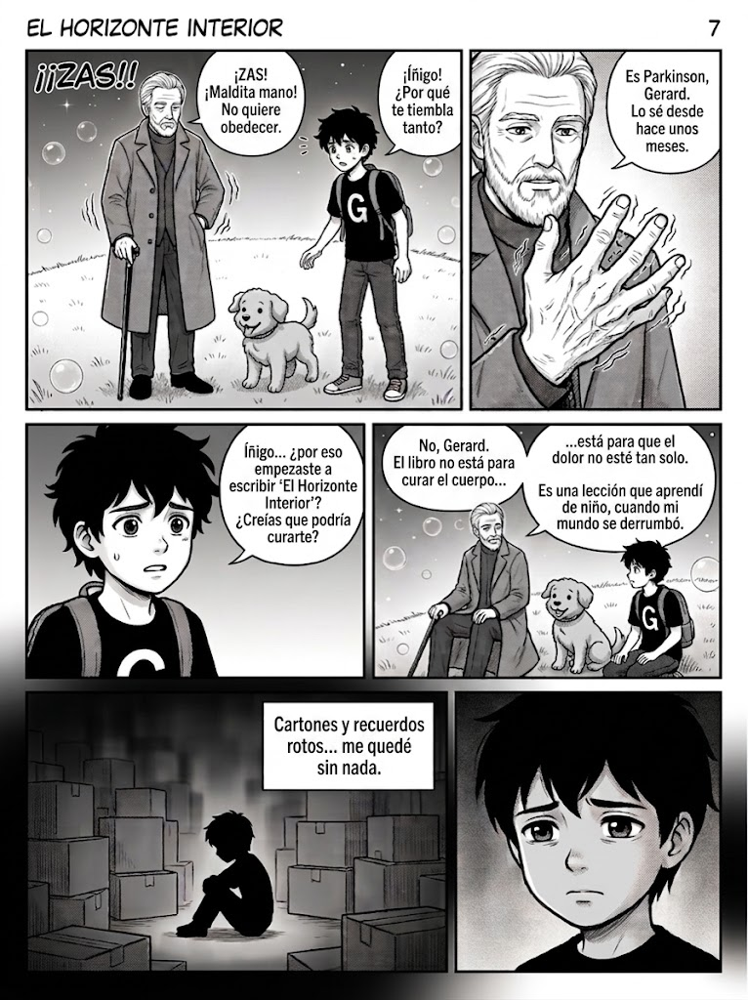 EL HORIZONTE INTERIOR
7
¡¡ZAS!!
¡ZAS!
¡Maldita mano!
No quiere
obedecer.
¡Íñigo!
¿Por qué
te tiembla
tanto?
G
Es Parkinson,
Gerard.
Lo sé desde
hace unos
meses.
Íñigo... ¿por eso
empezaste a
escribir ‘El Horizonte
Interior’?
¿Creías que podría
curarte?
G
No, Gerard.
El libro no está para
curar el cuerpo...
...está para que el
dolor no esté tan solo.
Es una lección que aprendí
de niño, cuando mi
mundo se derrumbó.
G
Cartones y recuerdos
rotos... me quedé
sin nada.